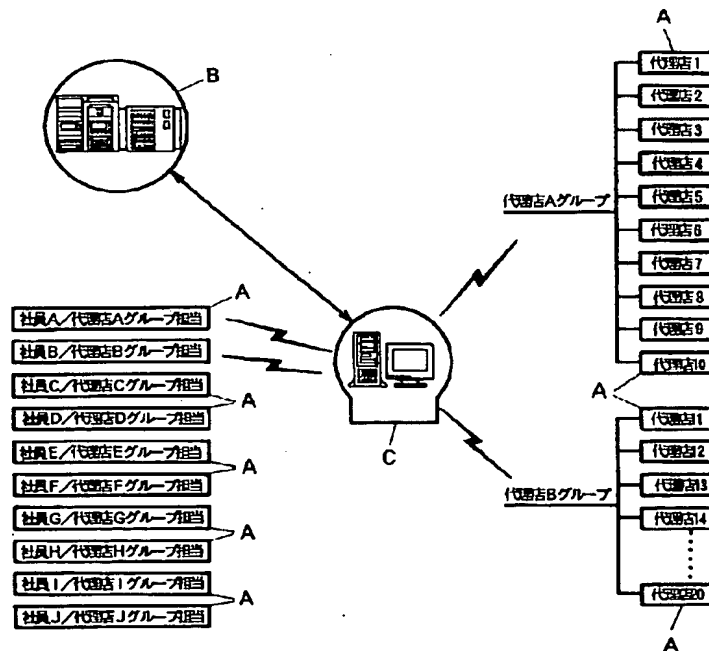 A
B
代理店1
代理店2
代理店3
代理店4
代理店5
代理店6
代理店7
代理店8
代理店9
代理店10
代理店Aグループ
A
社員A/代理店Aグループ担当
社員B/代理店Bグループ担当
社員C/代理店Cグループ担当
社員D/代理店Dグループ担当
社員E/代理店Eグループ担当
社員F/代理店Fグループ担当
社員G/代理店Gグループ担当
社員H/代理店Hグループ担当
社員I/代理店Iグループ担当
社員J/代理店Jグループ担当
A
A
A
A
C
A
代理店11
代理店12
代理店13
代理店14
代理店20
代理店Bグループ
A